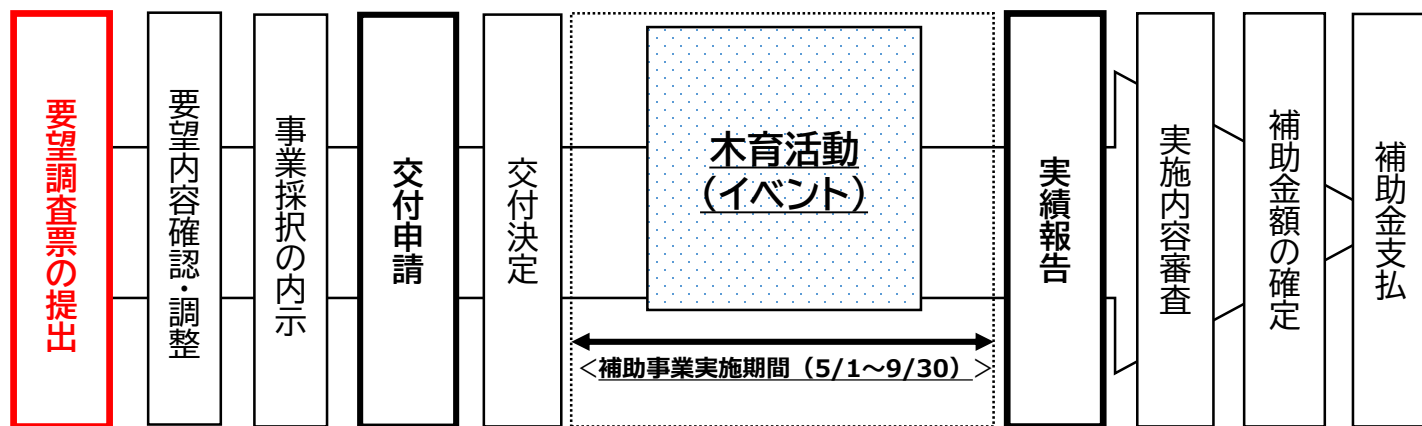 要望調査票の提出
要望内容確認・調整
事業採択の内示
交付申請
交付決定
木育活動
（イベント）
＜補助事業実施期間（5/1～9/30）＞
実績報告
実施内容審査
補助金額の確定
補助金支払